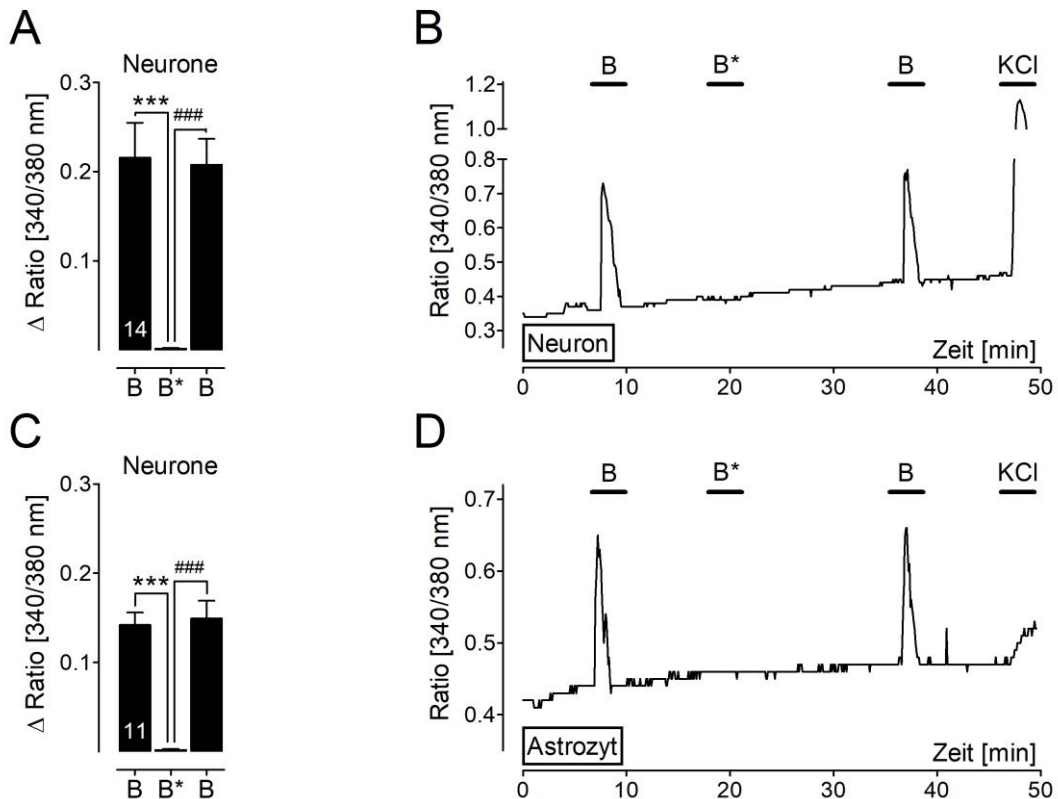 A
Neurone
0.3
0.2
0.1
Δ Ratio [340/380 nm]
***
###
14
B B* B
B
B B* B KCl
1.2
1.0
0.8
0.7
0.6
0.5
0.4
0.3
Ratio [340/380 nm]
Neuron
Zeit [min]
0 10 20 30 40 50
C
Neurone
0.3
0.2
0.1
Δ Ratio [340/380 nm]
***
###
11
B B* B
D
B B* B KCl
0.7
0.6
0.5
0.4
Ratio [340/380 nm]
Astrozyt
Zeit [min]
0 10 20 30 40 50